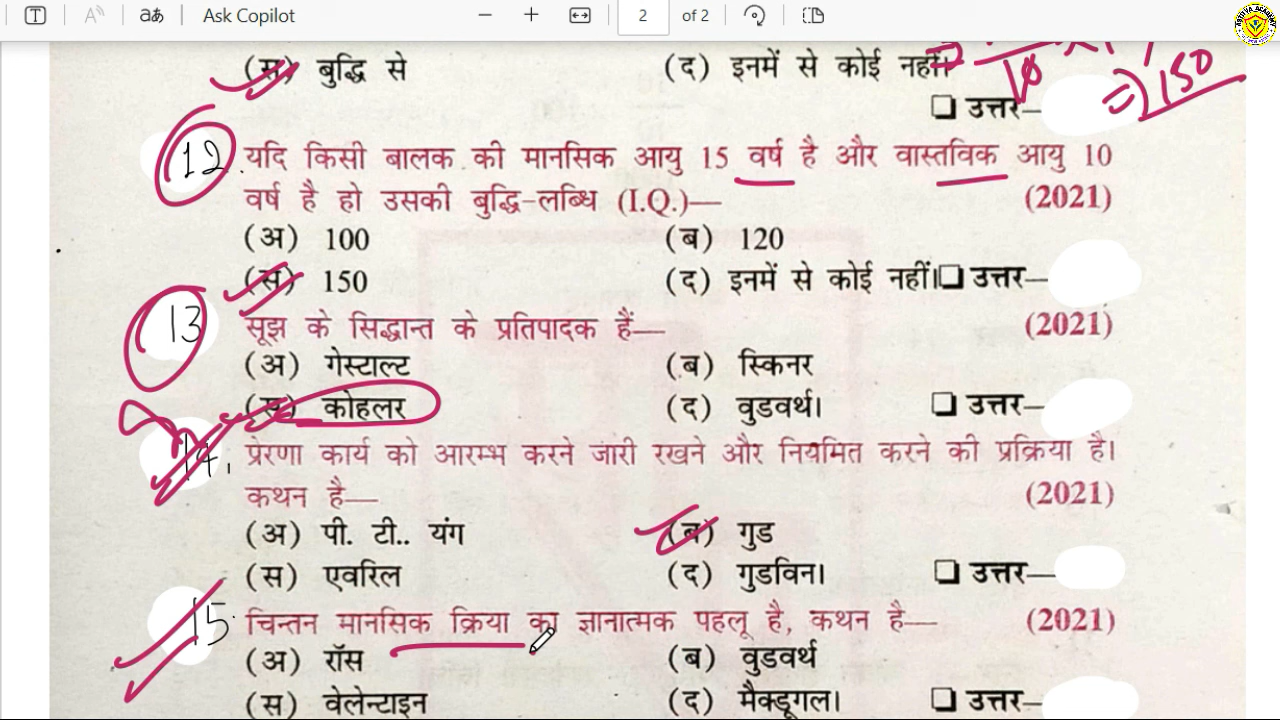 Ask Copilot
2 of 2
ADITYA ACADEMY
(स) बुद्धि से (द) इनमें से कोई नहीं।
10
=) 150
❑ उत्तर—
12. यदि किसी बालक की मानसिक आयु 15 वर्ष है और वास्तविक आयु 10
वर्ष है हो उसकी बुद्धि-लब्धि (I.Q.)— (2021)
(अ) 100 (ब) 120
(स) 150 (द) इनमें से कोई नहीं। ❑ उत्तर—
13 सूझ के सिद्धान्त के प्रतिपादक हैं— (2021)
(अ) गेस्टाल्ट (ब) स्किनर
(स) कोहलर (द) वुडवर्थ। ❑ उत्तर—
14. प्रेरणा कार्य को आरम्भ करने जारी रखने और नियमित करने की प्रक्रिया है।
कथन है— (2021)
(अ) पी. टी.. यंग (ब) गुड
(स) एवरिल (द) गुडविन। ❑ उत्तर—
15. चिन्तन मानसिक क्रिया का ज्ञानात्मक पहलू है, कथन है— (2021)
(अ) रॉस (ब) वुडवर्थ
(स) वेलेन्टाइन (द) मैक्डूगल। ❑ उत्तर—